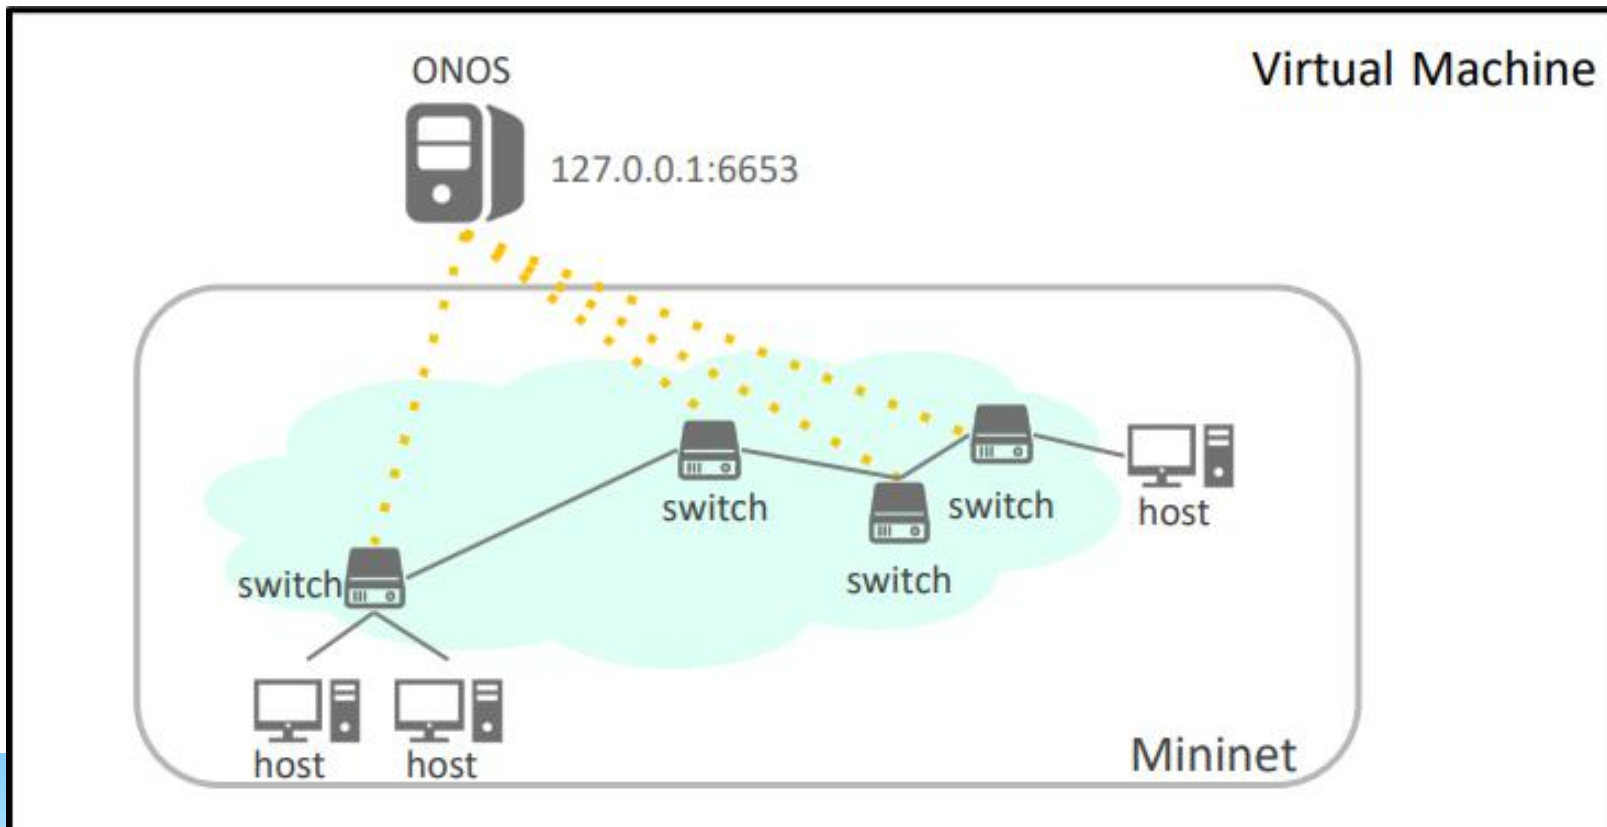 ONOS
Virtual Machine
127.0.0.1:6653
switch
switch
host
switch
switch
host
host
Mininet